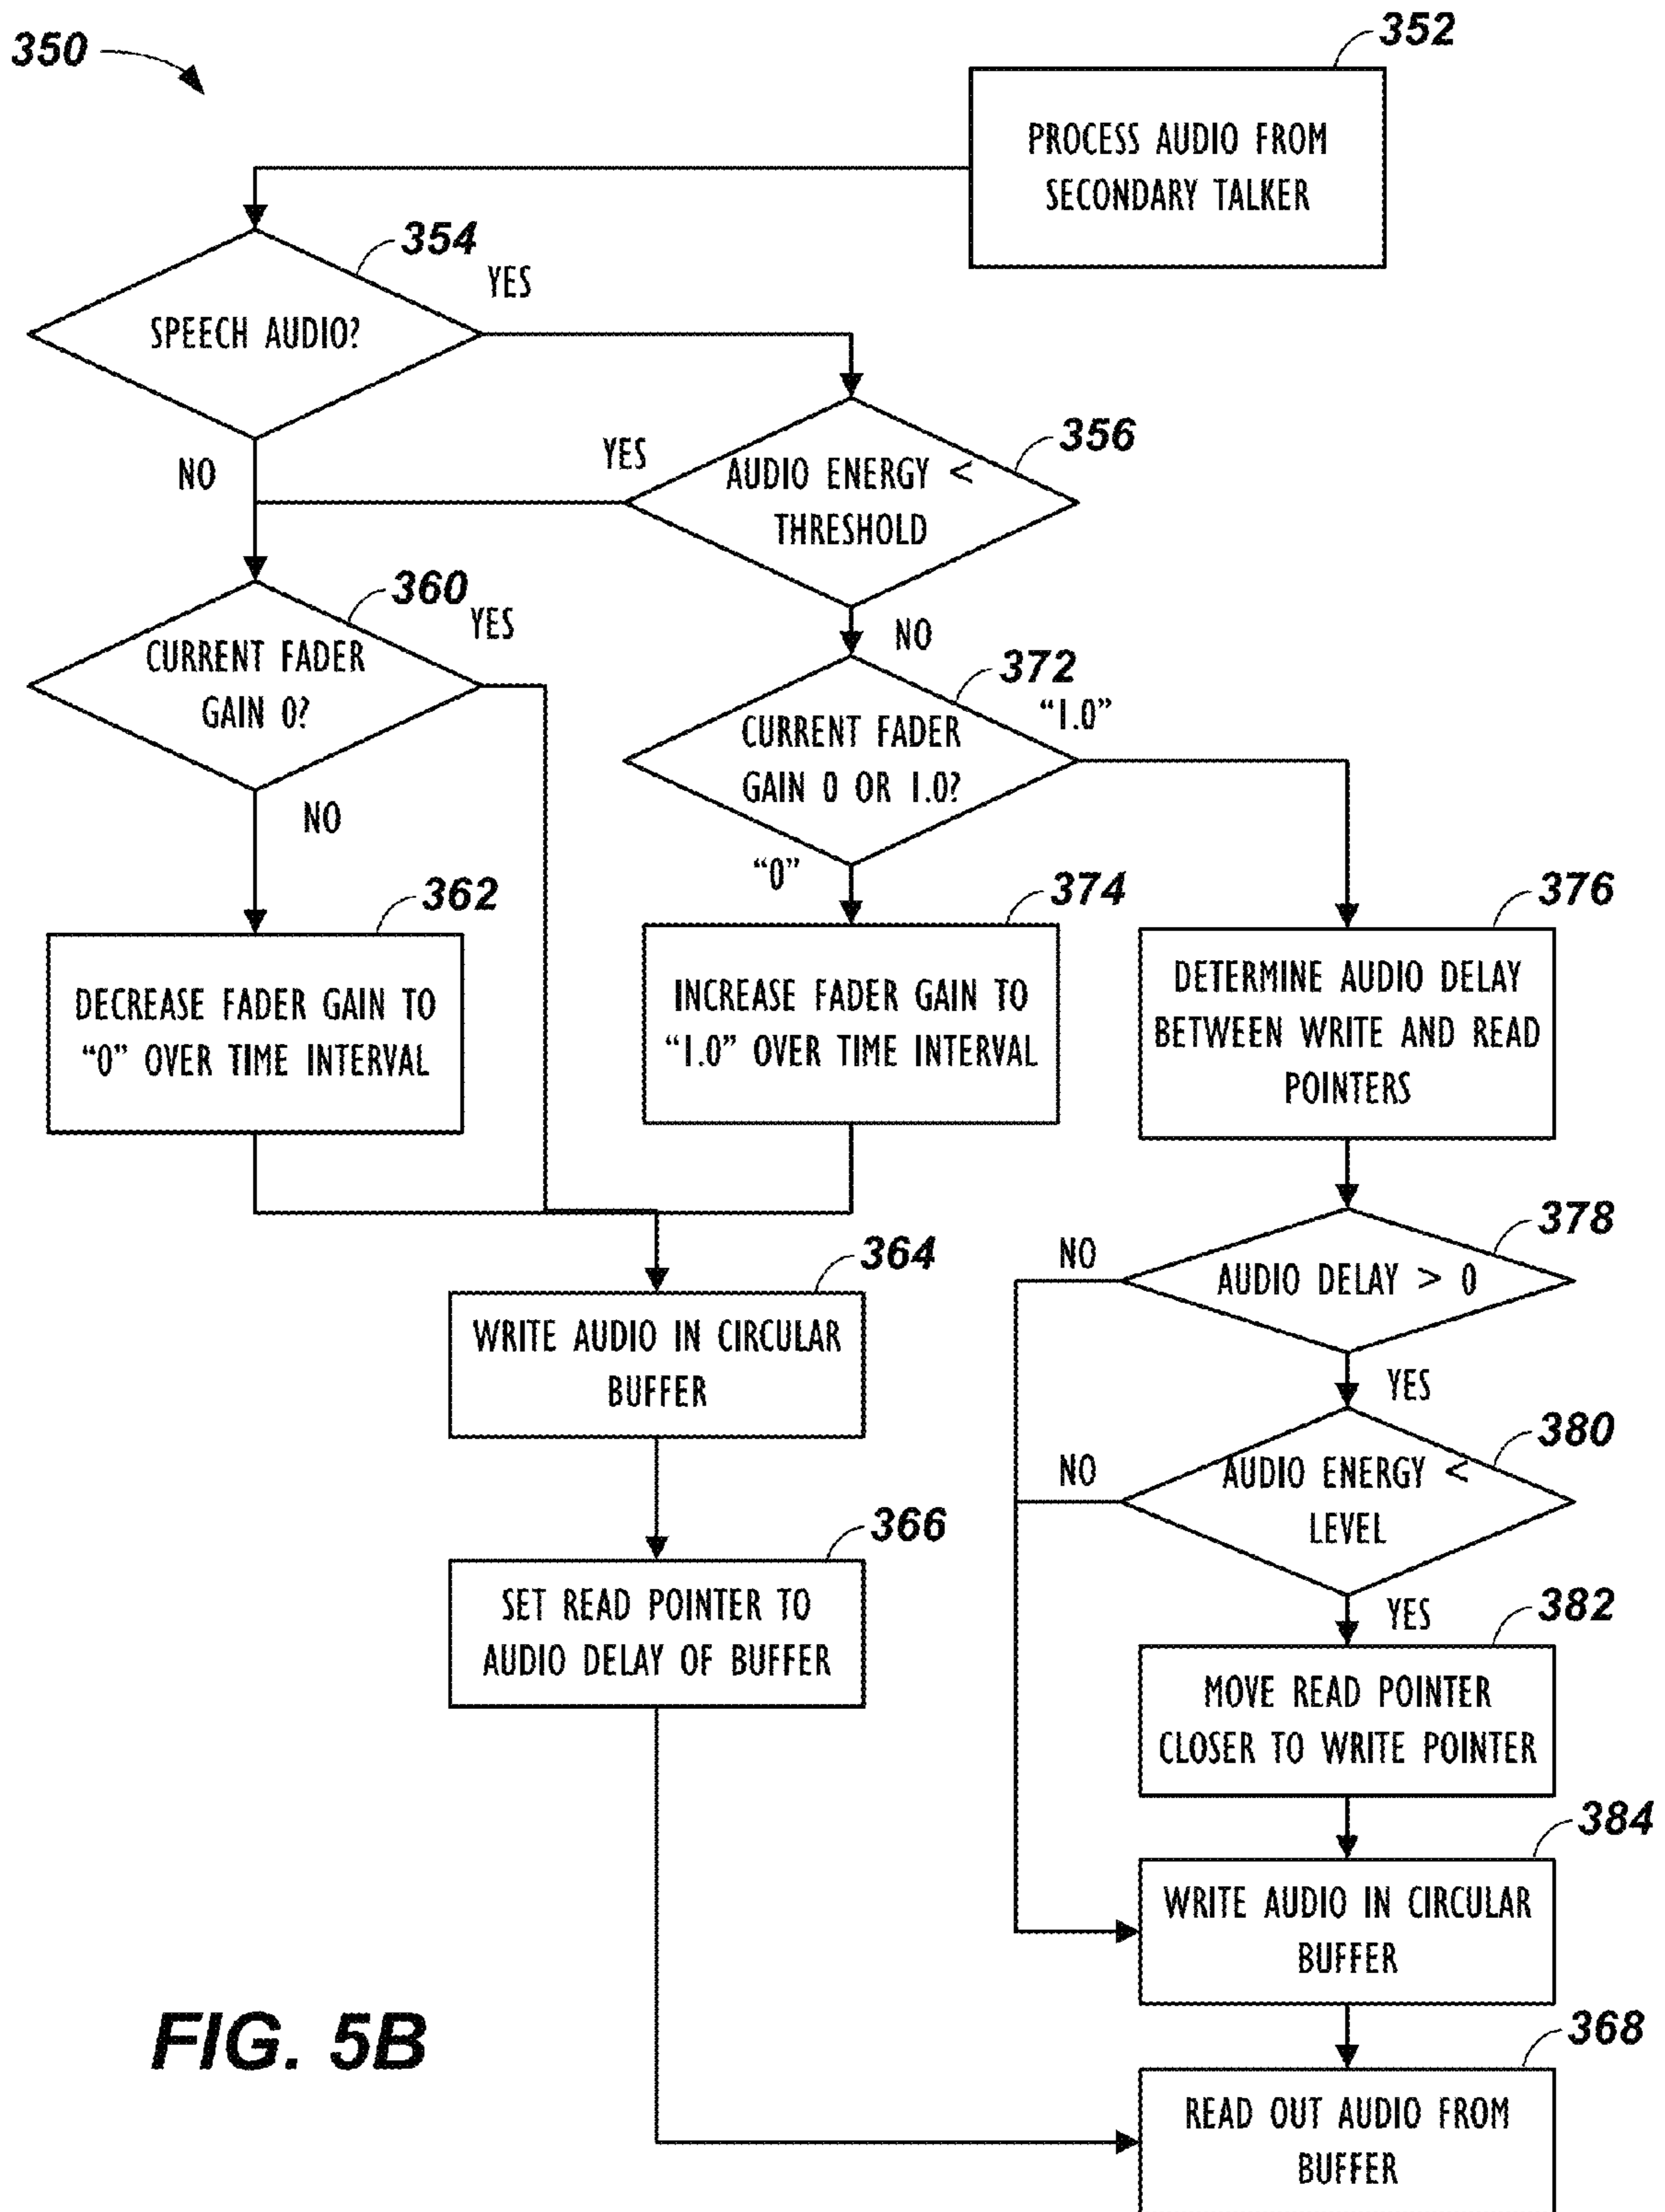 350
352
PROCESS AUDIO FROM
SECONDARY TALKER
354
YES
SPEECH AUDIO?
NO
356
YES
AUDIO ENERGY <
THRESHOLD
NO
360
YES
CURRENT FADER
GAIN 0?
NO
372
"1.0"
CURRENT FADER
GAIN 0 OR 1.0?
"0"
362
DECREASE FADER GAIN TO
"0" OVER TIME INTERVAL
374
INCREASE FADER GAIN TO
"1.0" OVER TIME INTERVAL
376
DETERMINE AUDIO DELAY
BETWEEN WRITE AND READ
POINTERS
378
NO
AUDIO DELAY > 0
YES
364
WRITE AUDIO IN CIRCULAR
BUFFER
380
NO
AUDIO ENERGY <
LEVEL
YES
366
SET READ POINTER TO
AUDIO DELAY OF BUFFER
382
MOVE READ POINTER
CLOSER TO WRITE POINTER
384
WRITE AUDIO IN CIRCULAR
BUFFER
368
READ OUT AUDIO FROM
BUFFER
FIG. 5B